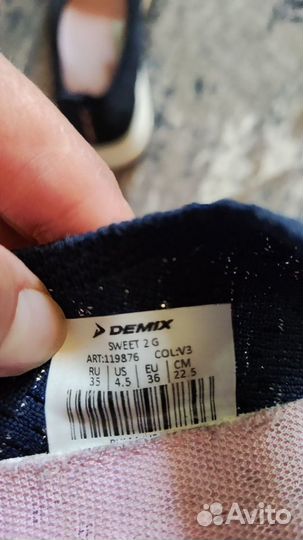 DEMIX
SWEET 2 G
ART:119876 COL:V3
RU US EU CM
35 4.5 36 22.5
Avito